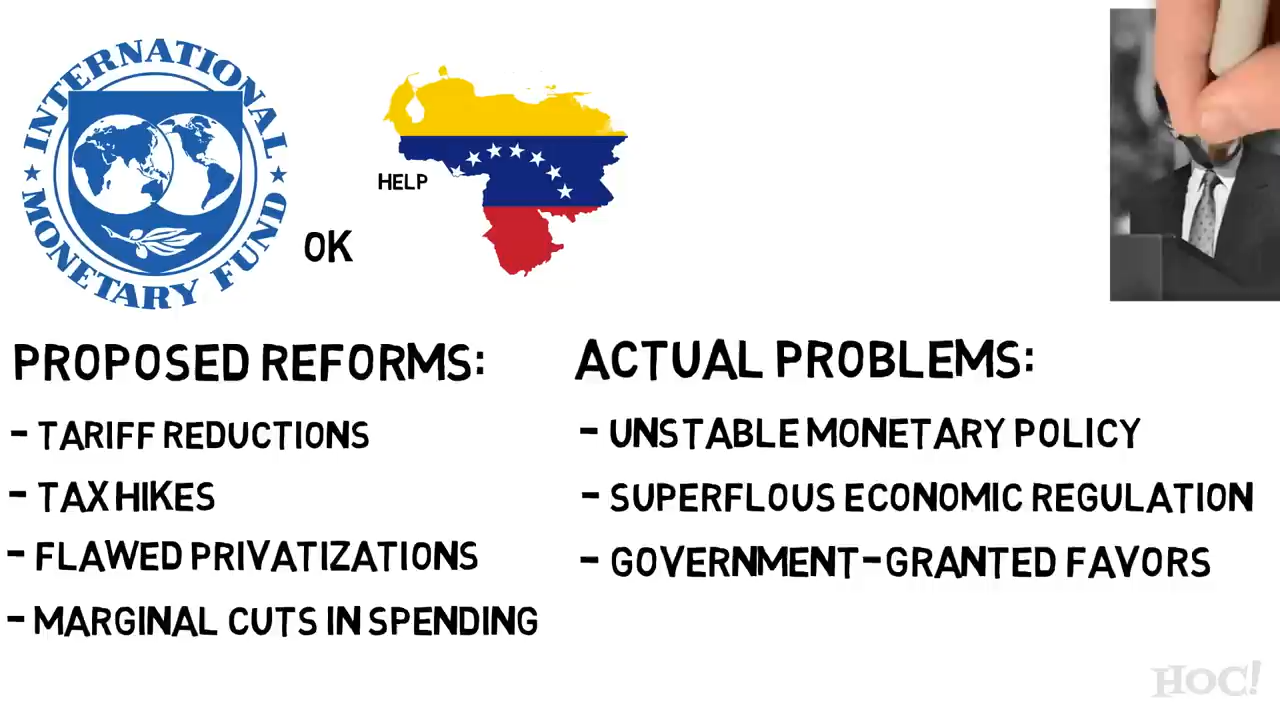 INTERNATIONAL
MONETARY FUND
HELP
OK
PROPOSED REFORMS:
- TARIFF REDUCTIONS
- TAX HIKES
- FLAWED PRIVATIZATIONS
- MARGINAL CUTS IN SPENDING
ACTUAL PROBLEMS:
- UNSTABLE MONETARY POLICY
- SUPERFLOUS ECONOMIC REGULATION
- GOVERNMENT-GRANTED FAVORS
HOC!